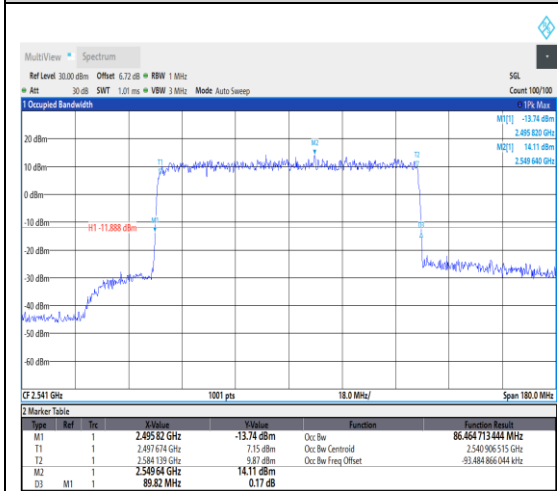 MultiView Spectrum
Ref Level 30.00 dBm Offset 6.72 dB RBW 1 MHz SGL
Att 30 dB SWT 1.01 ms VBW 3 MHz Mode Auto Sweep Count 100/100
1 Occupied Bandwidth 1Pk Max
M1[1] -13.74 dBm
2.495 820 GHz
M2[1] 14.11 dBm
2.549 640 GHz
20 dBm
M2
T1
T2
10 dBm
0 dBm
-10 dBm
M1
H1 -11.888 dBm
-20 dBm
-30 dBm
-40 dBm
-50 dBm
-60 dBm
CF 2.541 GHz 1001 pts 18.0 MHz/ Span 180.0 MHz
2 Marker Table
Type Ref Trc X-Value Y-Value Function Function Result
M1 1 2.495 82 GHz -13.74 dBm Occ Bw 86.464 713 444 MHz
T1 1 2.497 674 GHz 7.15 dBm Occ Bw Centroid 2.540 906 515 GHz
T2 1 2.584 139 GHz 9.87 dBm Occ Bw Freq Offset -93.484 866 044 kHz
M2 1 2.549 64 GHz 14.11 dBm
D3 M1 1 89.82 MHz 0.17 dB